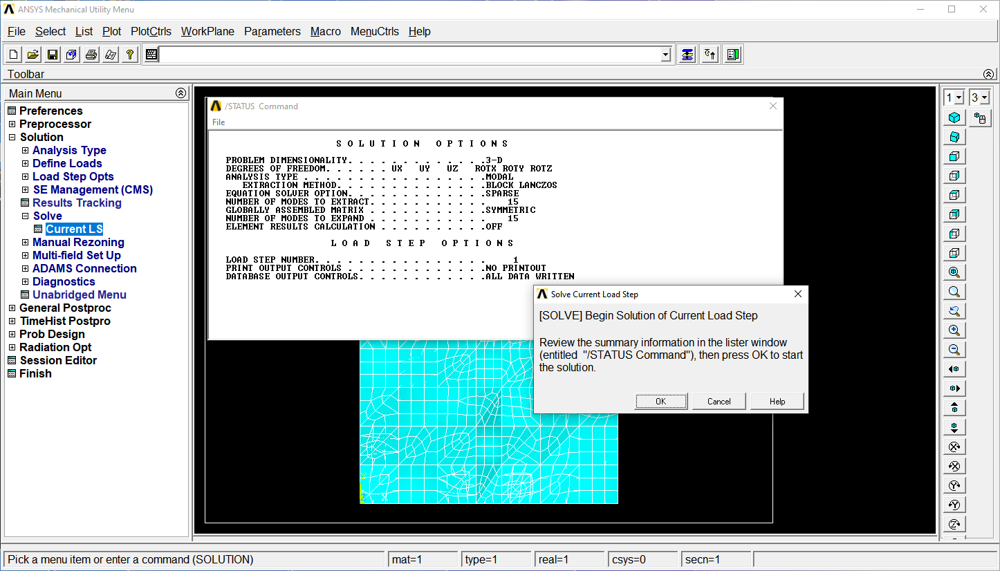 ANSYS Mechanical Utility Menu
File Select List Plot PlotCtrls WorkPlane Parameters Macro MenuCtrls Help
Toolbar
Main Menu
Preferences
Preprocessor
Solution
Analysis Type
Define Loads
Load Step Opts
SE Management (CMS)
Results Tracking
Solve
Current LS
Manual Rezoning
Multi-field Set Up
ADAMS Connection
Diagnostics
Unabridged Menu
General Postproc
TimeHist Postpro
Prob Design
Radiation Opt
Session Editor
Finish
/STATUS Command
File
S O L U T I O N   O P T I O N S
PROBLEM DIMENSIONALITY. . . . . . . . . . . . .3-D
DEGREES OF FREEDOM. . . . . . UX   UY   UZ   ROTX ROTY ROTZ
ANALYSIS TYPE . . . . . . . . . . . . . . . . .MODAL
EXTRACTION METHOD. . . . . . . . . . . . . .BLOCK LANCZOS
EQUATION SOLVER OPTION. . . . . . . . . . . . .SPARSE
NUMBER OF MODES TO EXTRACT. . . . . . . . . . .    15
GLOBALLY ASSEMBLED MATRIX . . . . . . . . . . .SYMMETRIC
NUMBER OF MODES TO EXPAND . . . . . . . . . . .    15
ELEMENT RESULTS CALCULATION . . . . . . . . . .OFF
L O A D   S T E P   O P T I O N S
LOAD STEP NUMBER. . . . . . . . . . . . . . . .     1
PRINT OUTPUT CONTROLS . . . . . . . . . . . . .NO PRINTOUT
DATABASE OUTPUT CONTROLS. . . . . . . . . . . .ALL DATA WRITTEN
Solve Current Load Step
[SOLVE] Begin Solution of Current Load Step
Review the summary information in the lister window
(entitled "/STATUS Command"), then press OK to start
the solution.
OK Cancel Help
1 3
X
Pick a menu item or enter a command (SOLUTION) mat=1 type=1 real=1 csys=0 secn=1